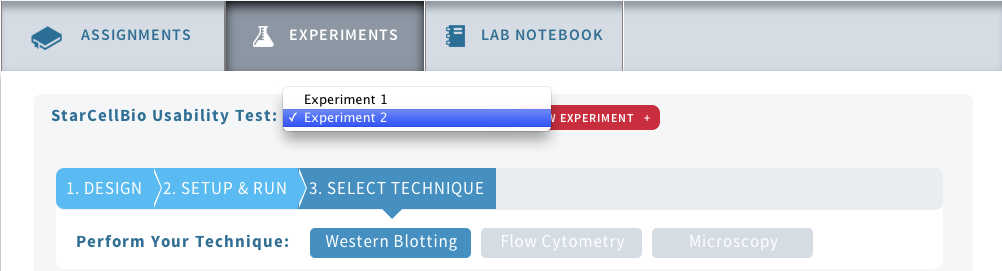 ASSIGNMENTS EXPERIMENTS LAB NOTEBOOK
Experiment 1
StarCellBio Usability Test: ✓ Experiment 2 EXPERIMENT +
1. DESIGN 2. SETUP & RUN 3. SELECT TECHNIQUE
Perform Your Technique: Western Blotting Flow Cytometry Microscopy